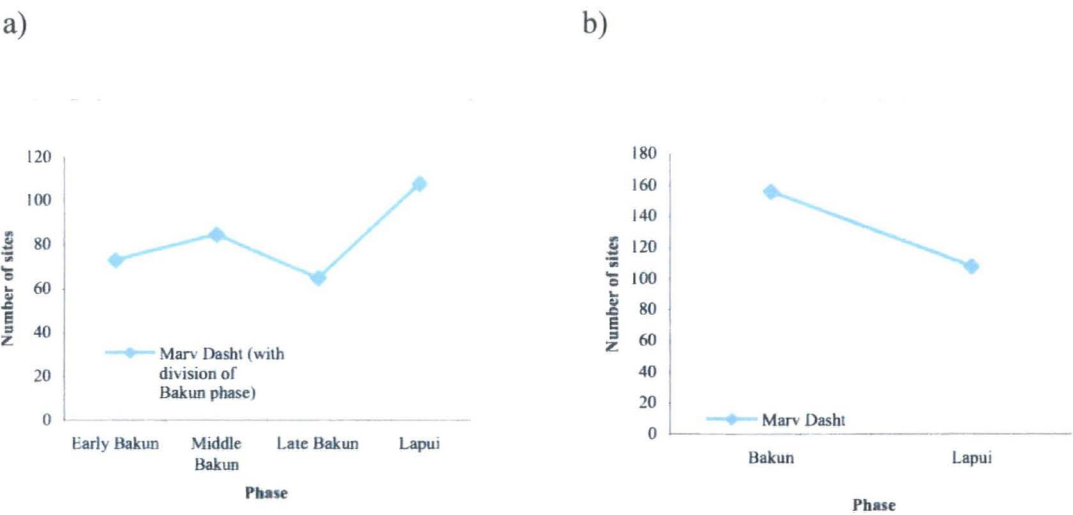 a)
120
100
80
60
40
20
0
Number of sites
Marv Dasht (with
division of
Bakun phase)
Early Bakun Middle Late Bakun Lapui
Bakun
Phase
b)
180
160
140
120
100
80
60
40
20
0
Number of sites
Marv Dasht
Bakun Lapui
Phase